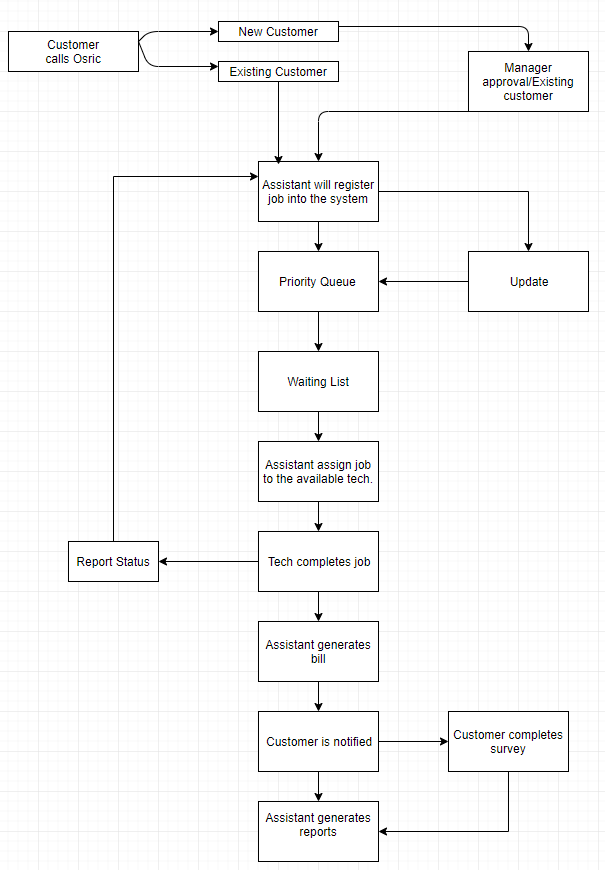 Customer
calls Osric
New Customer
Existing Customer
Manager
approval/Existing
customer
Assistant will register
job into the system
Priority Queue
Update
Waiting List
Assistant assign job
to the available tech.
Report Status
Tech completes job
Assistant generates
bill
Customer is notified
Customer completes
survey
Assistant generates
reports